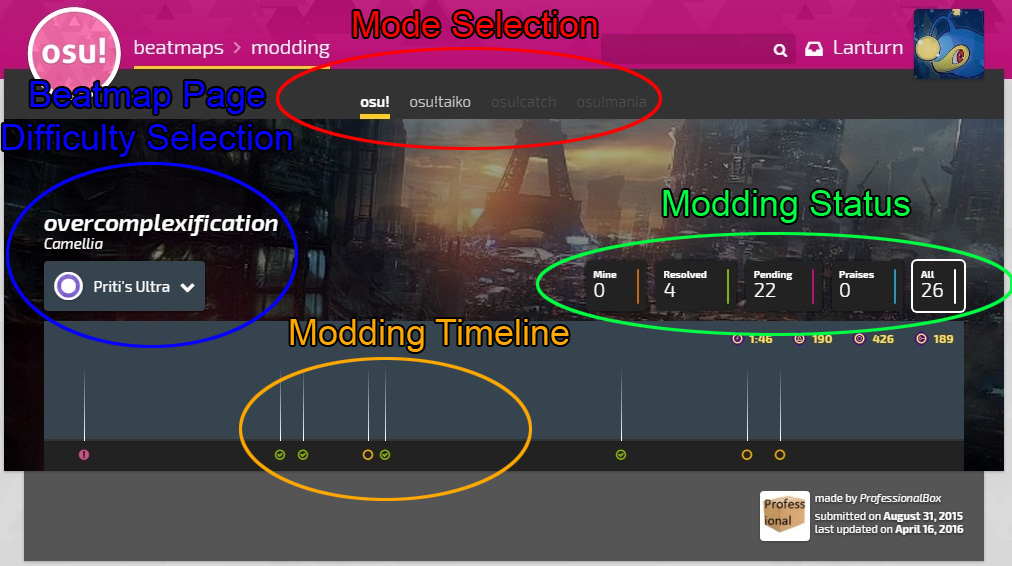 Mode Selection
osu!
beatmaps > modding
Lanturn
Beatmap Page
Difficulty Selection
osu! osu!taiko osu!catch osu!mania
overcomplexification
Camellia
Priti's Ultra
Modding Status
Mine Resolved Pending Praises All
0 4 22 0 26
Modding Timeline
1:46 190 426 189
Profess
ional
made by ProfessionalBox
submitted on August 31, 2015
last updated on April 16, 2016